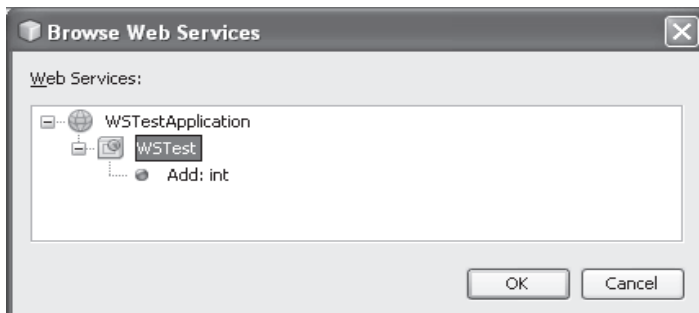 Browse Web Services
Web Services:
WSTestApplication
WSTest
Add: int
OK Cancel